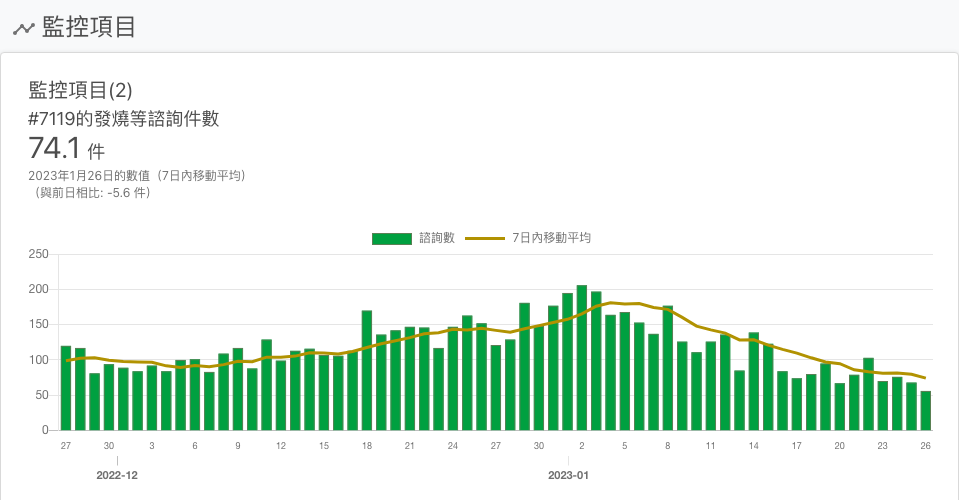 監控項目
監控項目(2)
#7119的發燒等諮詢件數
74.1 件
2023年1月26日的數值（7日內移動平均）
（與前日相比: -5.6 件）
諮詢數 7日內移動平均
250
200
150
100
50
0
27 30 3 6 9 12 15 18 21 24 27 30 2 5 8 11 14 17 20 23 26
2022-12 2023-01